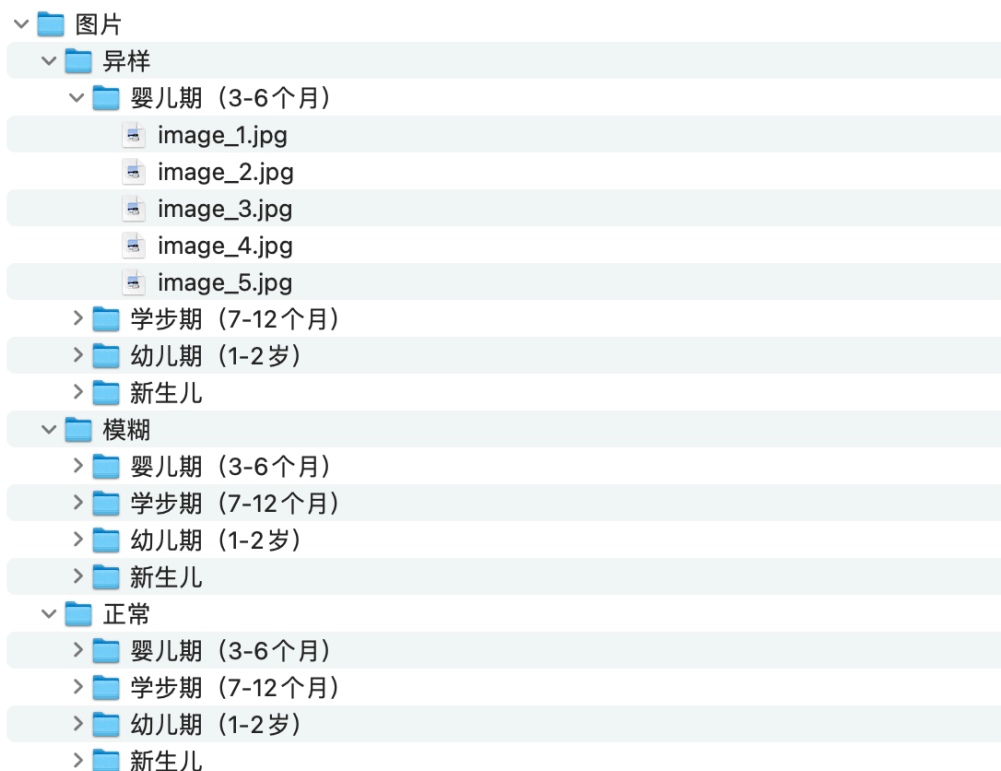 图片
异样
婴儿期（3-6个月）
image_1.jpg
image_2.jpg
image_3.jpg
image_4.jpg
image_5.jpg
学步期（7-12个月）
幼儿期（1-2岁）
新生儿
模糊
婴儿期（3-6个月）
学步期（7-12个月）
幼儿期（1-2岁）
新生儿
正常
婴儿期（3-6个月）
学步期（7-12个月）
幼儿期（1-2岁）
新生儿